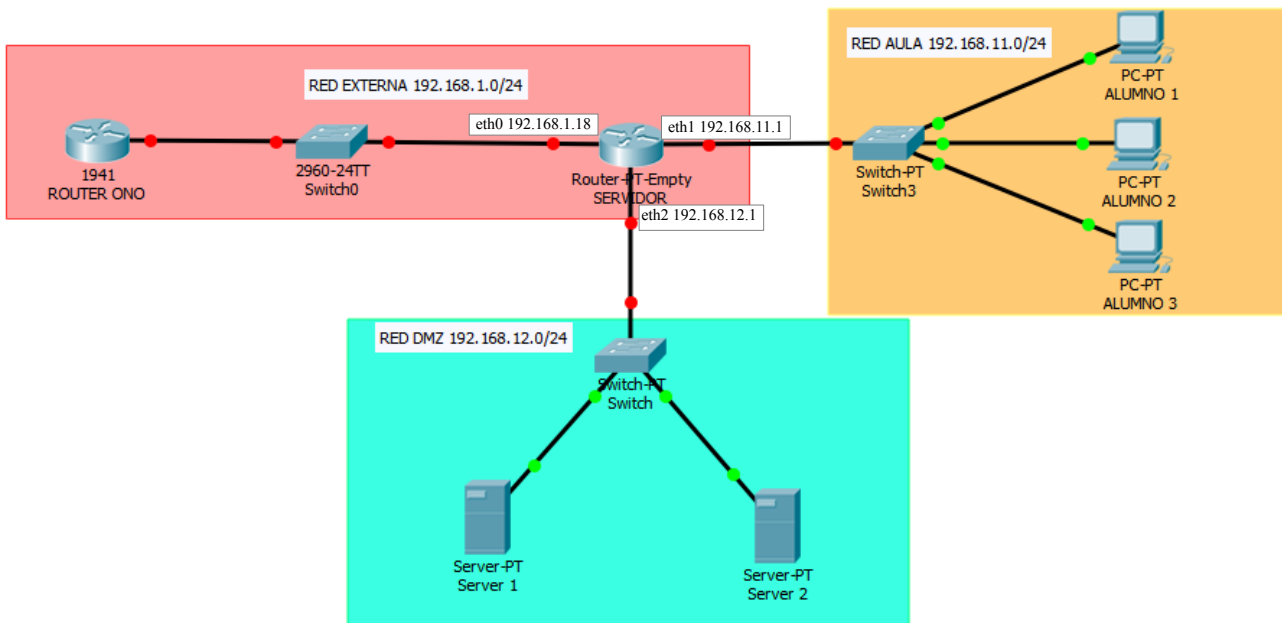 RED EXTERNA 192.168.1.0/24
1941
ROUTER ONO
2960-24TT
Switch0
eth0 192.168.1.18
eth1 192.168.11.1
Router-PT-Empty
SERVIDOR
eth2 192.168.12.1
RED AULA 192.168.11.0/24
Switch-PT
Switch3
PC-PT
ALUMNO 1
PC-PT
ALUMNO 2
PC-PT
ALUMNO 3
RED DMZ 192.168.12.0/24
Switch-PT
Switch
Server-PT
Server 1
Server-PT
Server 2